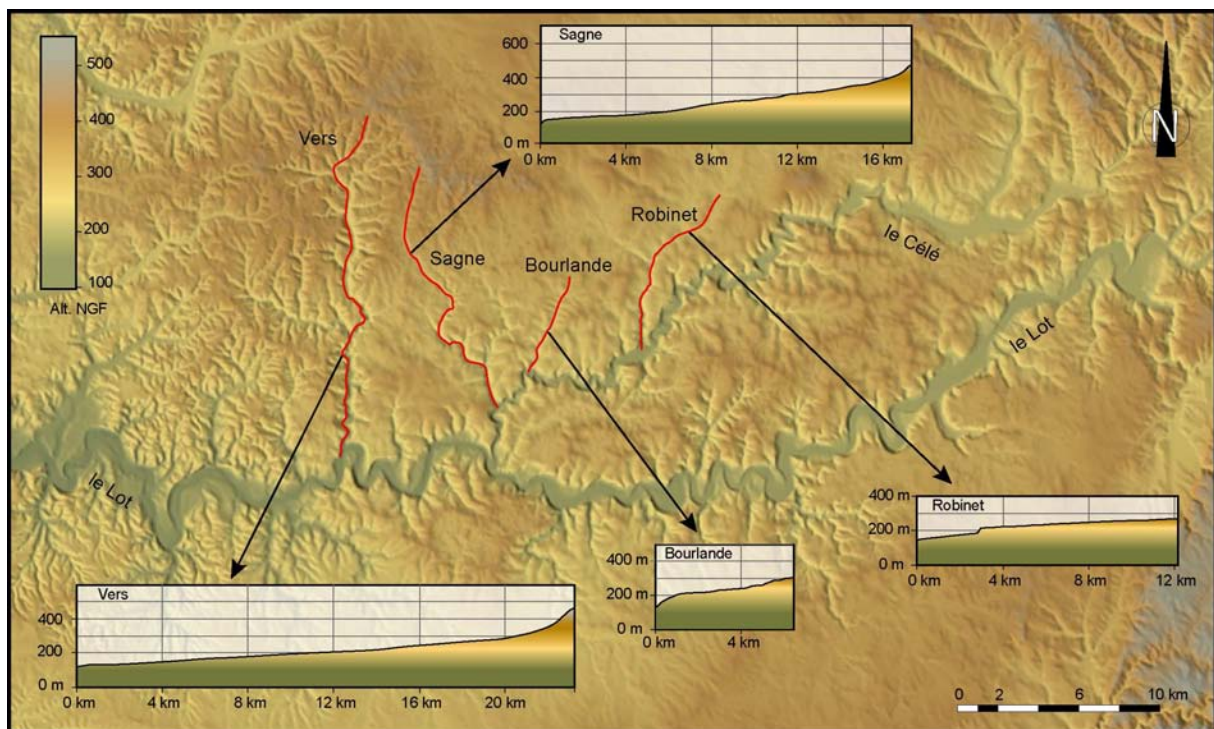 500
400
300
200
100
Alt. NGF
Sagne
600
400
200
0 m
0 km
4 km
8 km
12 km
16 km
N
Vers
Sagne
Bourlande
Robinet
le Célé
le Lot
le Lot
Vers
400
200
0 m
0 km
4 km
8 km
12 km
16 km
20 km
Bourlande
400 m
200 m
0 m
0 km
4 km
Robinet
400 m
200 m
0 m
0 km
4 km
8 km
12 km
0 2 6 10 km